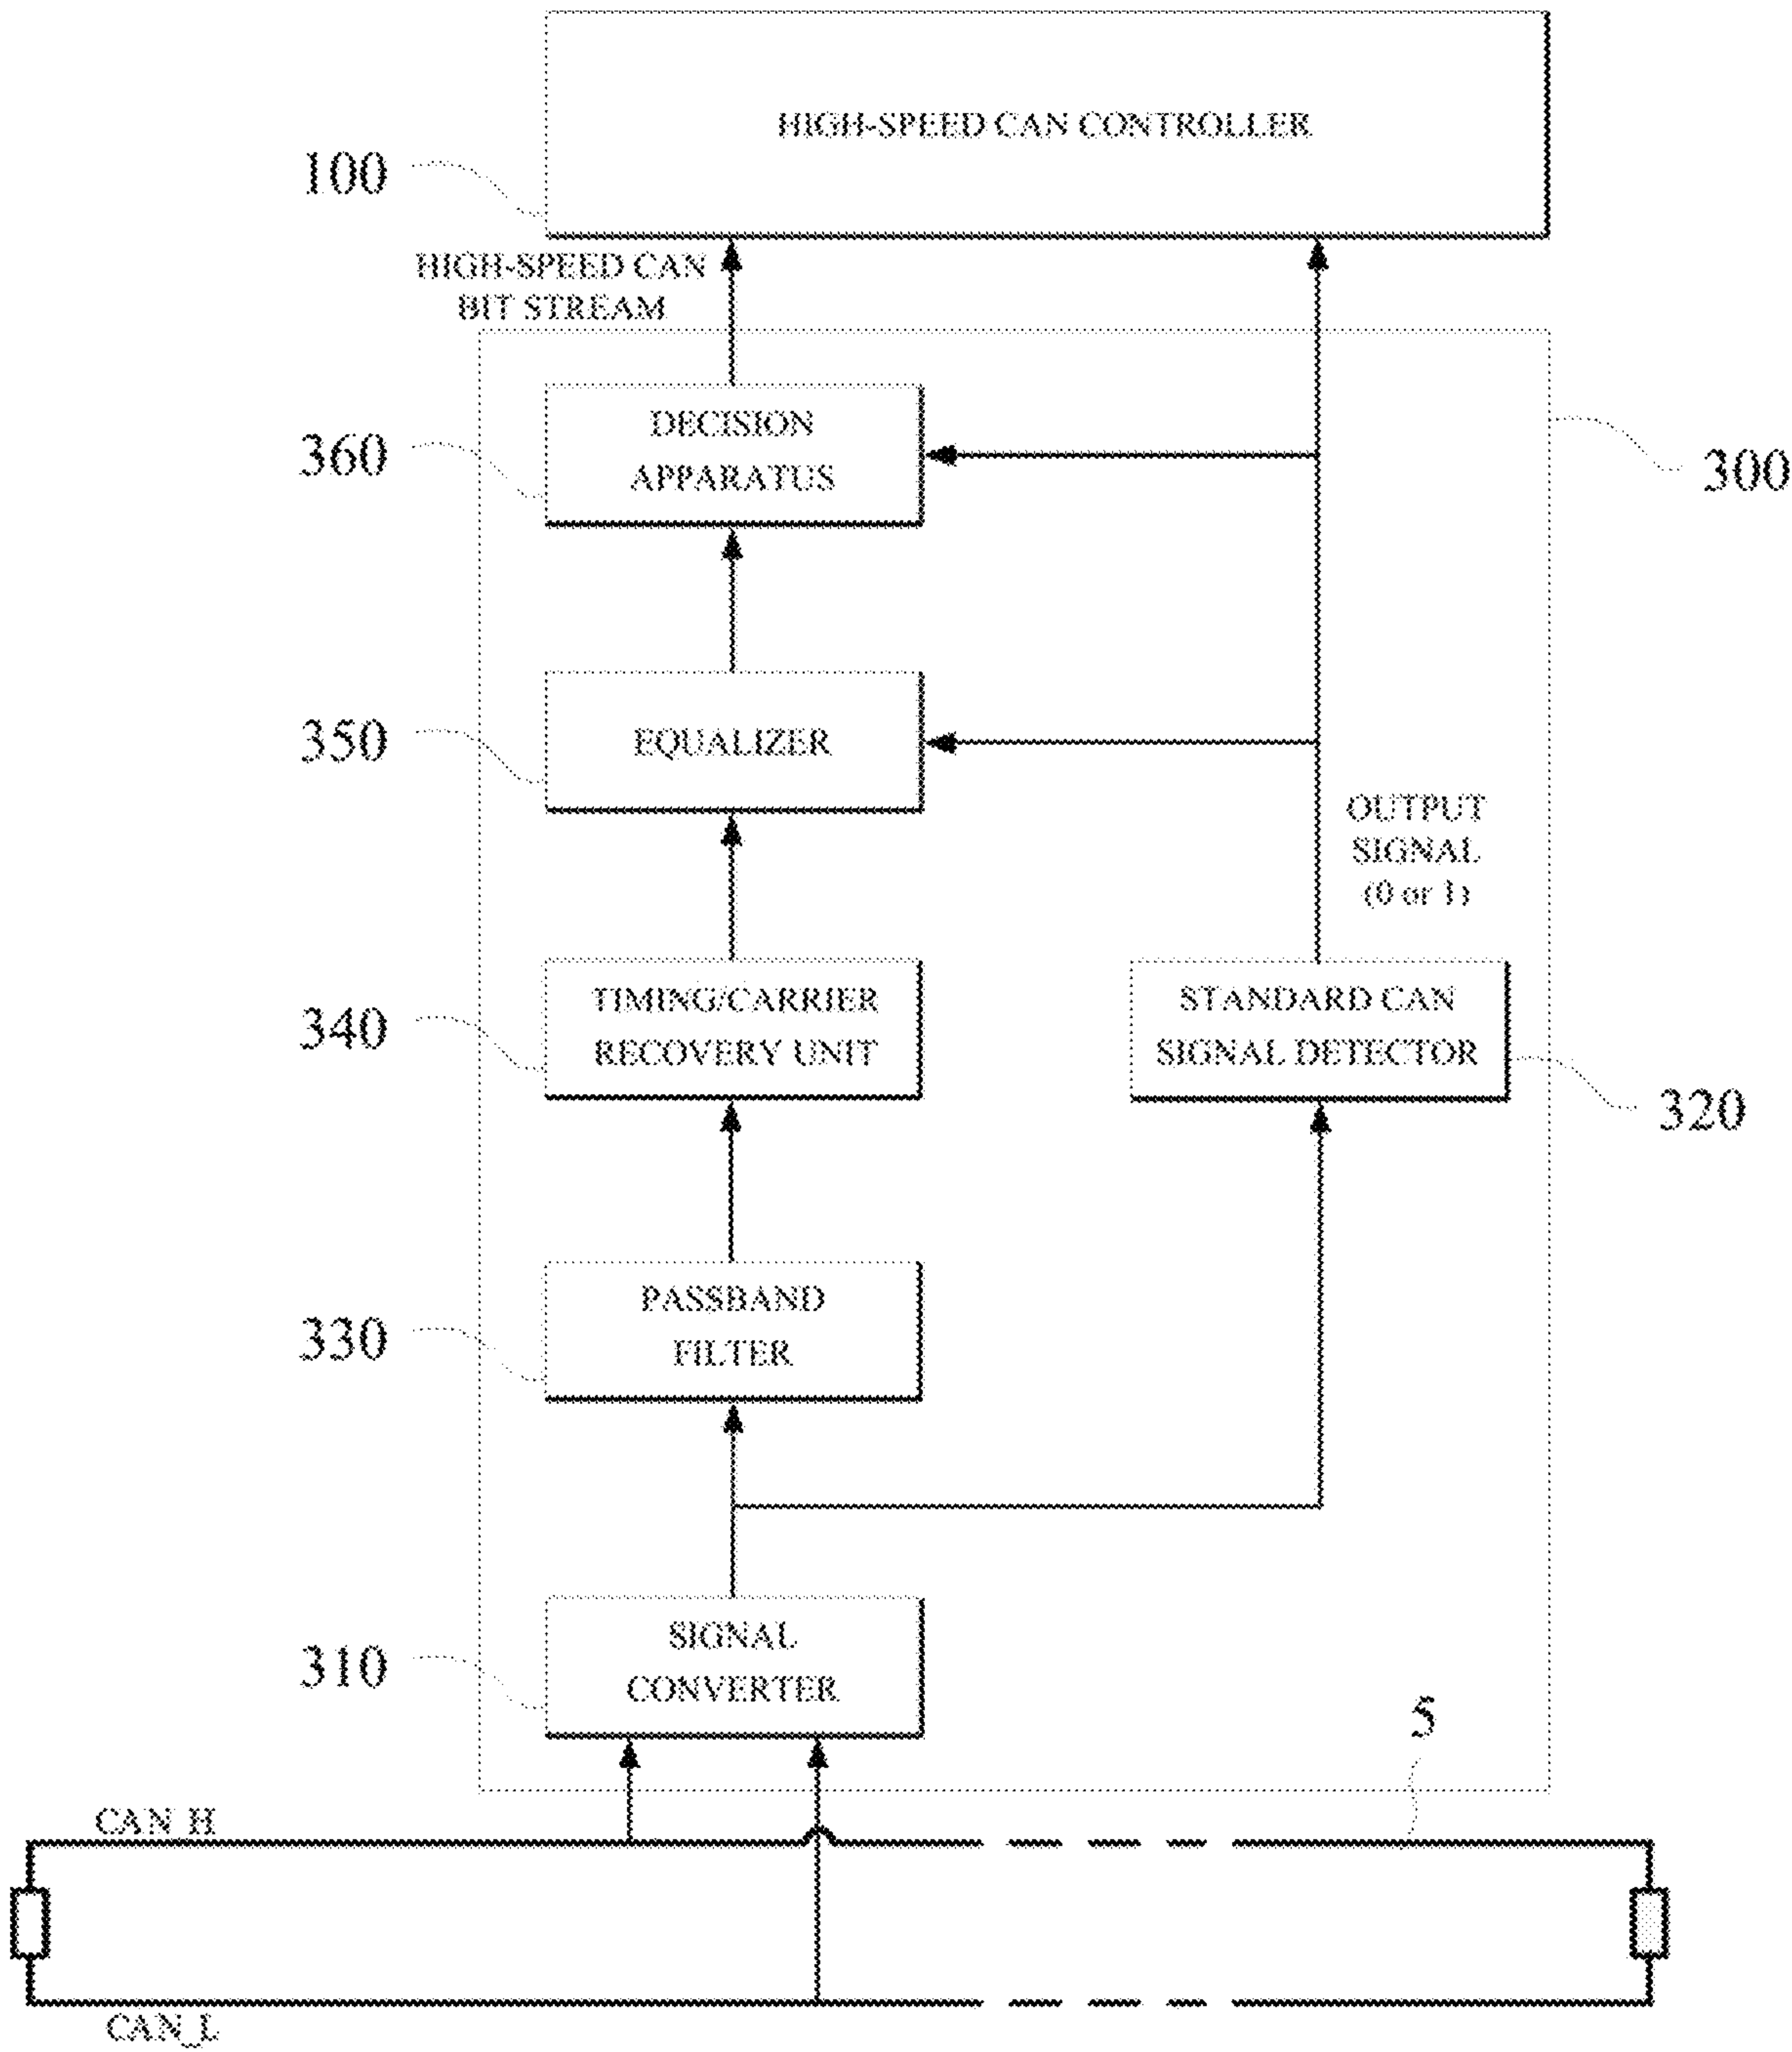 HIGH-SPEED CAN CONTROLLER
100
HIGH-SPEED CAN
BIT STREAM
DECISION
APPARATUS
360
300
EQUALIZER
350
OUTPUT
SIGNAL
(0 or 1)
TIMING/CARRIER
RECOVERY UNIT
340
STANDARD CAN
SIGNAL DETECTOR
320
PASSBAND
FILTER
330
SIGNAL
CONVERTER
310
5
CAN_H
CAN_L